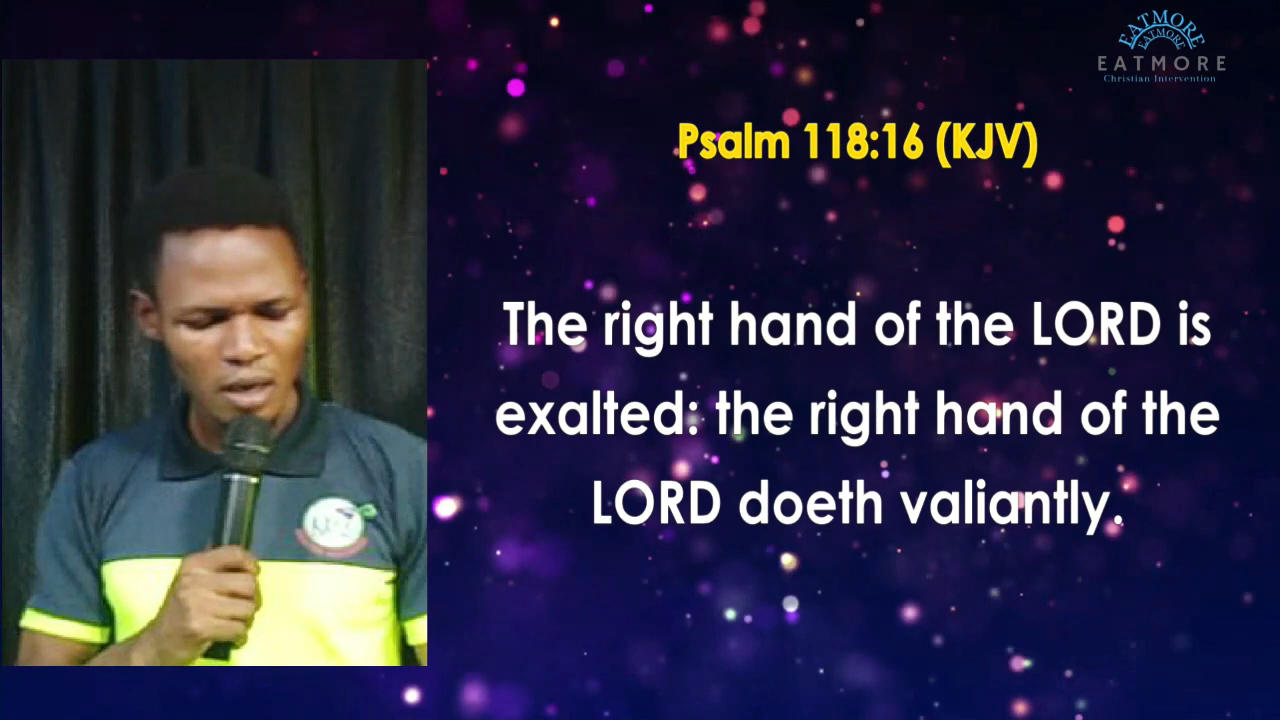 EATMORE
EATMORE
EATMORE
Christian Intervention
Psalm 118:16 (KJV)
The right hand of the LORD is
exalted: the right hand of the
LORD doeth valiantly.